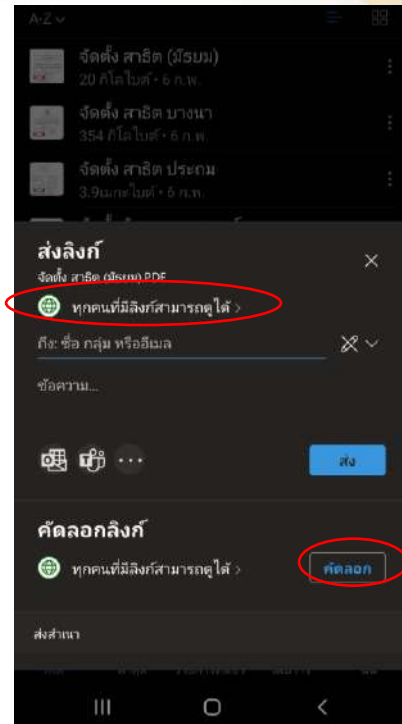 A-Z
จัดตั้ง สาธิต (มัธยม)
20 กิโลไบต์ • 6 ก.พ.
จัดตั้ง สาธิต บางนา
354 กิโลไบต์ • 6 ก.พ.
จัดตั้ง สาธิต ประถม
3.9เมกะไบต์ • 6 ก.พ.
ส่งลิงก์
จัดตั้ง สาธิต (มัธยม).PDF
ทุกคนที่มีลิงก์สามารถดูได้ >
ถึง: ชื่อ กลุ่ม หรืออีเมล
ข้อความ...
ส่ง
คัดลอกลิงก์
ทุกคนที่มีลิงก์สามารถดูได้ >
คัดลอก
ส่งสำเนา